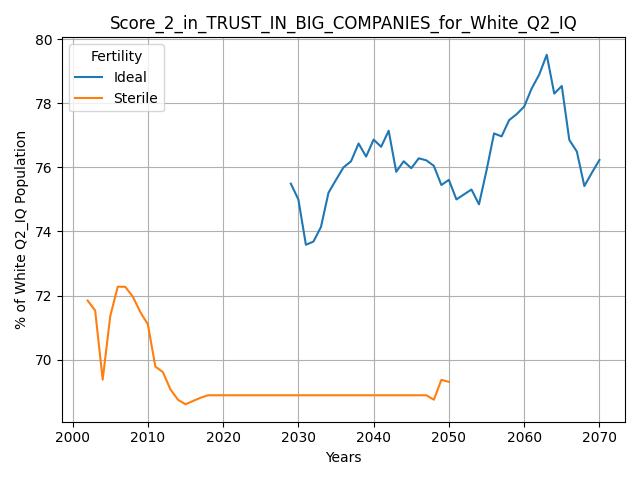 Score_2_in_TRUST_IN_BIG_COMPANIES_for_White_Q2_IQ
Fertility
Ideal
Sterile
% of White Q2_IQ Population
80
78
76
74
72
70
2000 2010 2020 2030 2040 2050 2060 2070
Years